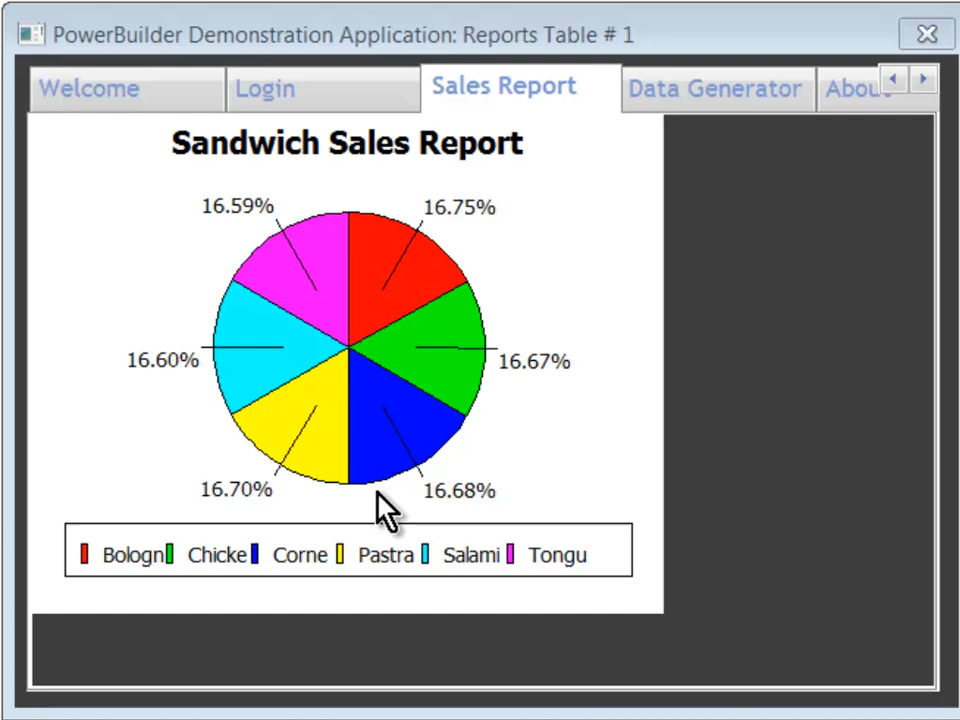 PowerBuilder Demonstration Application: Reports Table # 1
Welcome Login Sales Report Data Generator Abou
Sandwich Sales Report
16.59% 16.75%
16.60% 16.67%
16.70% 16.68%
Bologn Chicke Corne Pastra Salami Tongu